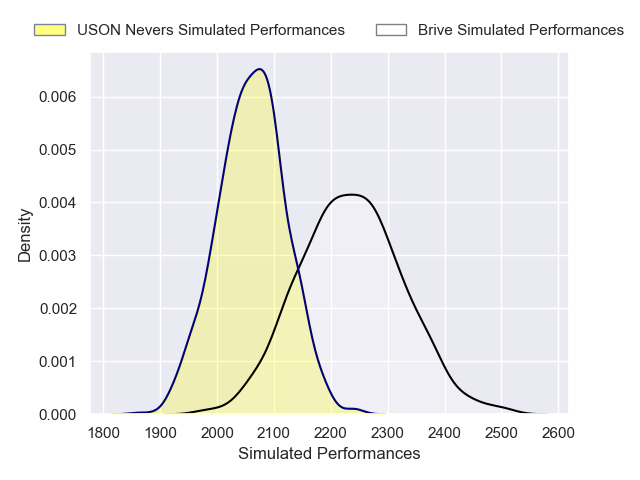 USON Nevers Simulated Performances Brive Simulated Performances
0.006
0.005
0.004
0.003
0.002
0.001
0.000
Density
1800 1900 2000 2100 2200 2300 2400 2500 2600
Simulated Performances